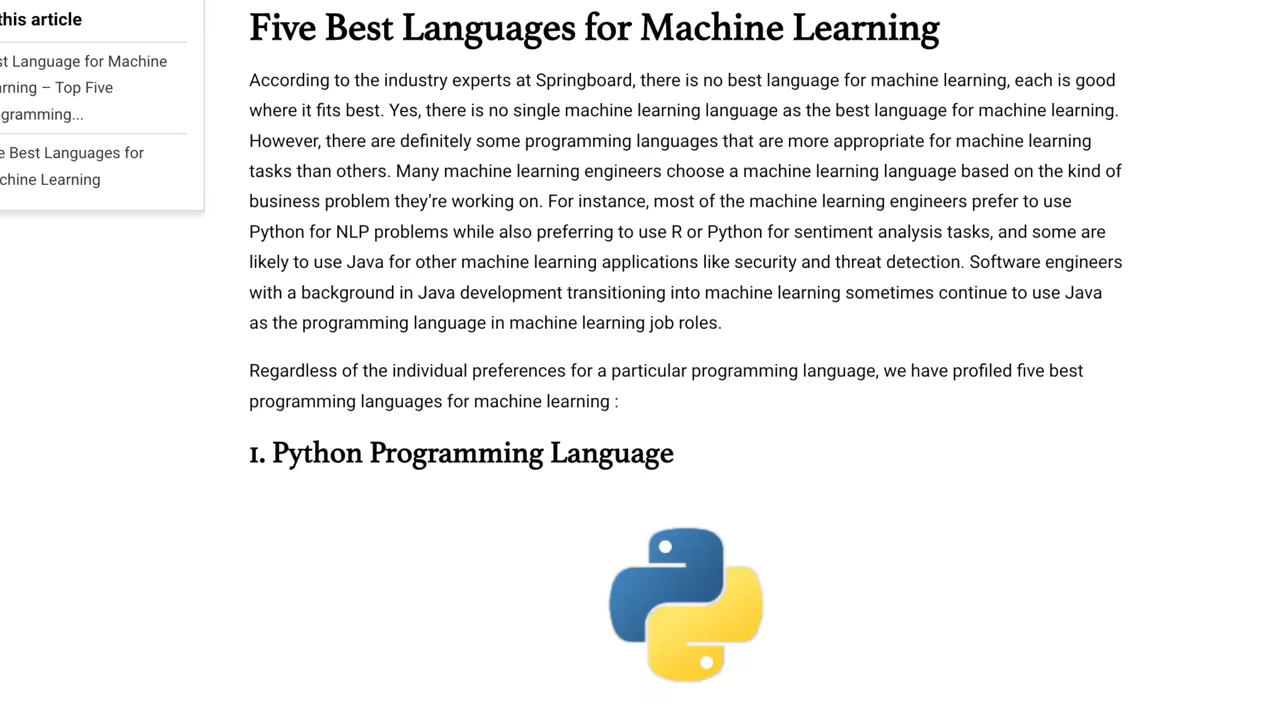 this article
st Language for Machine
rning – Top Five
gramming...
e Best Languages for
chine Learning
Five Best Languages for Machine Learning
According to the industry experts at Springboard, there is no best language for machine learning, each is good
where it fits best. Yes, there is no single machine learning language as the best language for machine learning.
However, there are definitely some programming languages that are more appropriate for machine learning
tasks than others. Many machine learning engineers choose a machine learning language based on the kind of
business problem they’re working on. For instance, most of the machine learning engineers prefer to use
Python for NLP problems while also preferring to use R or Python for sentiment analysis tasks, and some are
likely to use Java for other machine learning applications like security and threat detection. Software engineers
with a background in Java development transitioning into machine learning sometimes continue to use Java
as the programming language in machine learning job roles.
Regardless of the individual preferences for a particular programming language, we have profiled five best
programming languages for machine learning :
1. Python Programming Language